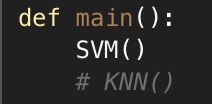 def main():
    SVM()
    # KNN()